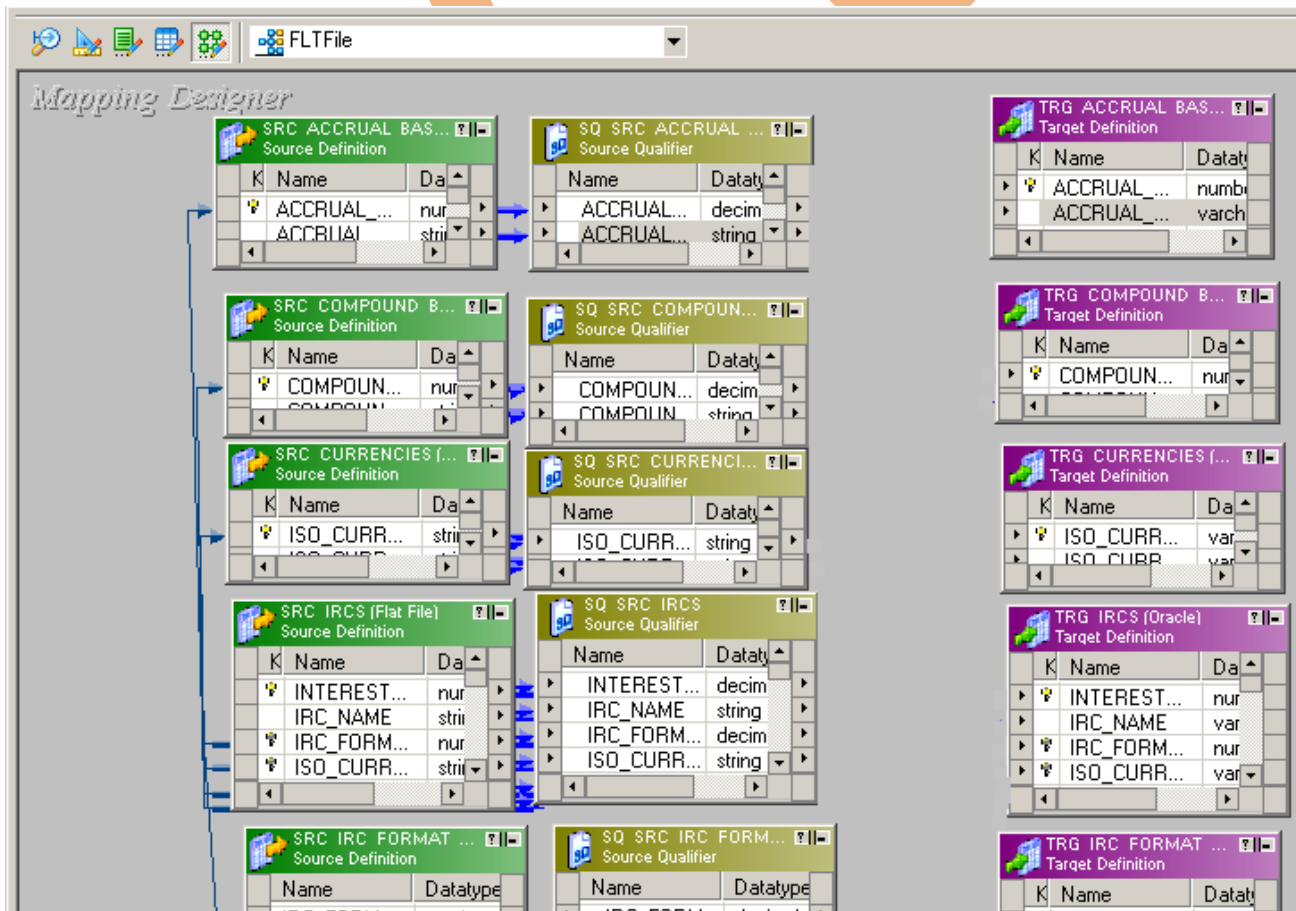 FLTFile
Mapping Designer
SRC ACCRUAL BAS...
Source Definition
K Name Da
ACCRUAL_... nur
ACCRUAL stri
SQ SRC ACCRUAL ...
Source Qualifier
Name Dataty
ACCRUAL... decim
ACCRUAL... string
TRG ACCRUAL BAS...
Target Definition
K Name Dataty
ACCRUAL_... numb
ACCRUAL_... varch
SRC COMPOUND B...
Source Definition
K Name Da
COMPOUN... nur
SQ SRC COMPOUN...
Source Qualifier
Name Dataty
COMPOUN... decim
COMPOUN string
TRG COMPOUND B...
Target Definition
K Name Da
COMPOUN... nur
SRC CURRENCIES (...
Source Definition
K Name Da
ISO_CURR... stri
SQ SRC CURRENCI...
Source Qualifier
Name Dataty
ISO_CURR... string
TRG CURRENCIES (...
Target Definition
K Name Da
ISO_CURR... var
ISO_CURR var
SRC IRCS (Flat File)
Source Definition
K Name Da
INTEREST... nur
IRC_NAME stri
IRC_FORM... nur
ISO_CURR... stri
SQ SRC IRCS
Source Qualifier
Name Dataty
INTEREST... decim
IRC_NAME string
IRC_FORM... decim
ISO_CURR... string
TRG IRCS (Oracle)
Target Definition
K Name Da
INTEREST... nur
IRC_NAME var
IRC_FORM... nur
ISO_CURR... var
SRC IRC FORMAT ...
Source Definition
Name Datatype
SQ SRC IRC FORM...
Source Qualifier
Name Datatype
TRG IRC FORMAT ...
Target Definition
K Name Dataty